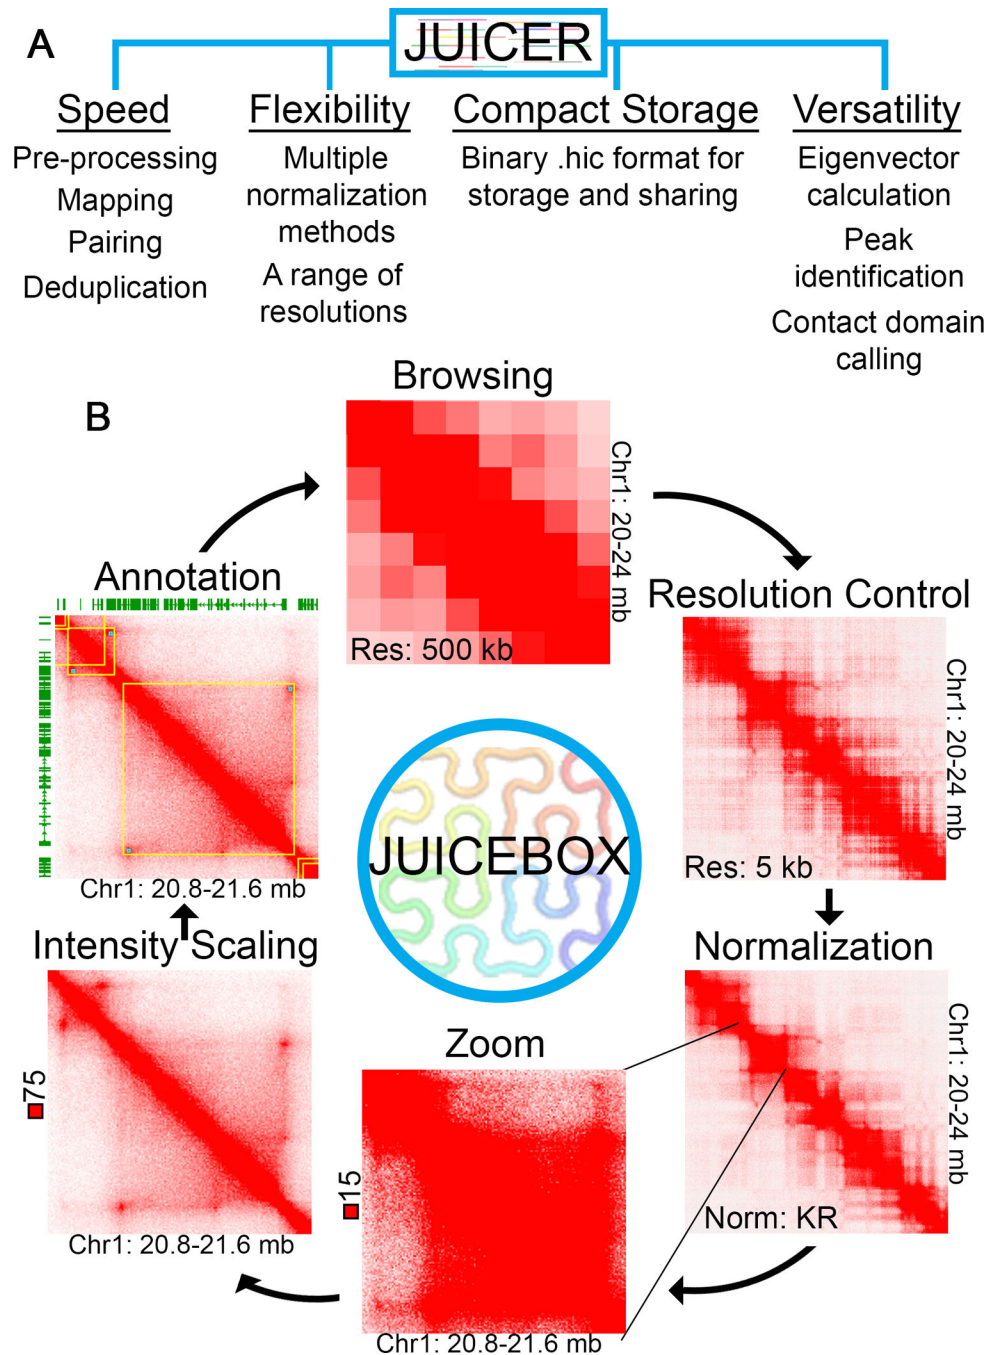 A
JUICER
Speed
Pre-processing
Mapping
Pairing
Deduplication
Flexibility
Multiple
normalization
methods
A range of
resolutions
Compact Storage
Binary .hic format for
storage and sharing
Versatility
Eigenvector
calculation
Peak
identification
Contact domain
calling
B
Browsing
Chr1: 20-24 mb
Res: 500 kb
Resolution Control
Chr1: 20-24 mb
Res: 5 kb
Normalization
Chr1: 20-24 mb
Norm: KR
Zoom
15
Chr1: 20.8-21.6 mb
Intensity Scaling
75
Chr1: 20.8-21.6 mb
Annotation
Chr1: 20.8-21.6 mb
JUICEBOX